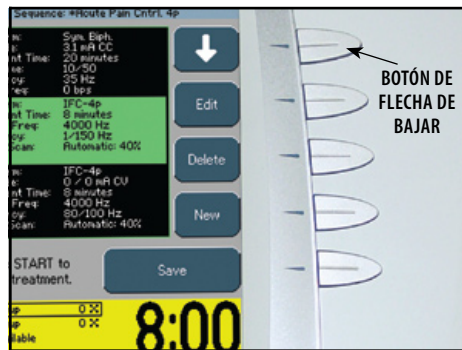 Sequence: *Route Pain Cntrl. 4p
Sym. Biph.
31 mA CC
nt Time: 20 minutes
10/50
35 Hz
0 bps
IFC-4p
nt Time: 8 minutes
Freq: 4000 Hz
1/150 Hz
Scan: Automatic: 40%
IFC-4p
0 / 0 mA CV
nt Time: 8 minutes
Freq: 4000 Hz
80/100 Hz
Scan: Automatic: 40%
Edit
Delete
New
START to
treatment.
Save
0
0
8:00
BOTÓN DE
FLECHA DE
BAJAR